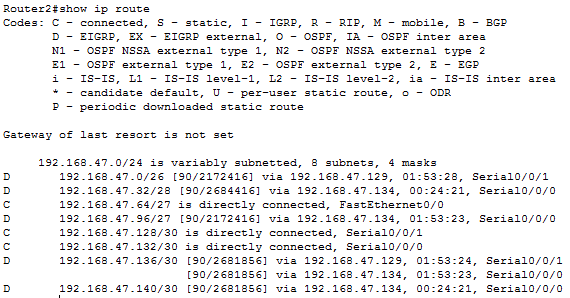 Router2#show ip route
Codes: C - connected, S - static, I - IGRP, R - RIP, M - mobile, B - BGP
       D - EIGRP, EX - EIGRP external, O - OSPF, IA - OSPF inter area
       N1 - OSPF NSSA external type 1, N2 - OSPF NSSA external type 2
       E1 - OSPF external type 1, E2 - OSPF external type 2, E - EGP
       i - IS-IS, L1 - IS-IS level-1, L2 - IS-IS level-2, ia - IS-IS inter area
       * - candidate default, U - per-user static route, o - ODR
       P - periodic downloaded static route
Gateway of last resort is not set
     192.168.47.0/24 is variably subnetted, 8 subnets, 4 masks
D       192.168.47.0/26 [90/2172416] via 192.168.47.129, 01:53:28, Serial0/0/1
D       192.168.47.32/28 [90/2684416] via 192.168.47.134, 00:24:21, Serial0/0/0
C       192.168.47.64/27 is directly connected, FastEthernet0/0
D       192.168.47.96/27 [90/2172416] via 192.168.47.134, 01:53:23, Serial0/0/0
C       192.168.47.128/30 is directly connected, Serial0/0/1
C       192.168.47.132/30 is directly connected, Serial0/0/0
D       192.168.47.136/30 [90/2681856] via 192.168.47.129, 01:53:24, Serial0/0/1
                          [90/2681856] via 192.168.47.134, 01:53:23, Serial0/0/0
D       192.168.47.140/30 [90/2681856] via 192.168.47.134, 00:24:21, Serial0/0/0